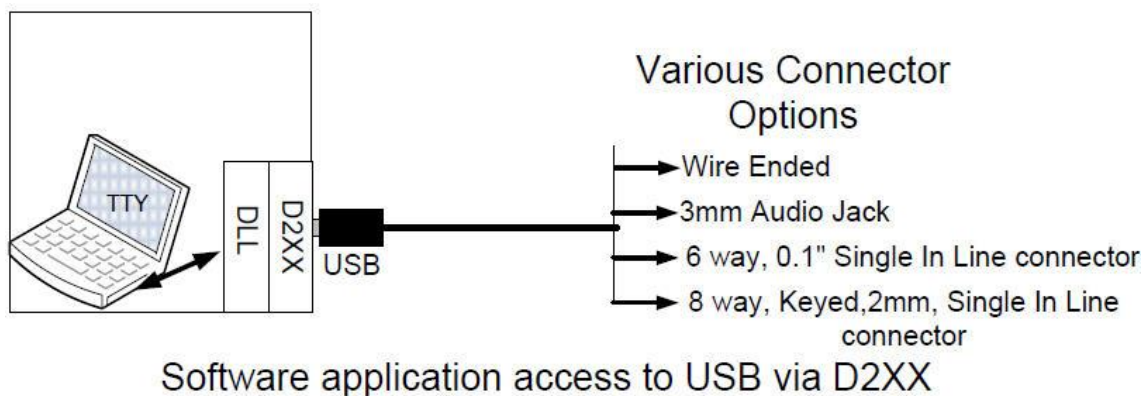 Various Connector
Options
Wire Ended
TTY
3mm Audio Jack
DLL
D2XX
USB
6 way, 0.1" Single In Line connector
8 way, Keyed,2mm, Single In Line
connector
Software application access to USB via D2XX